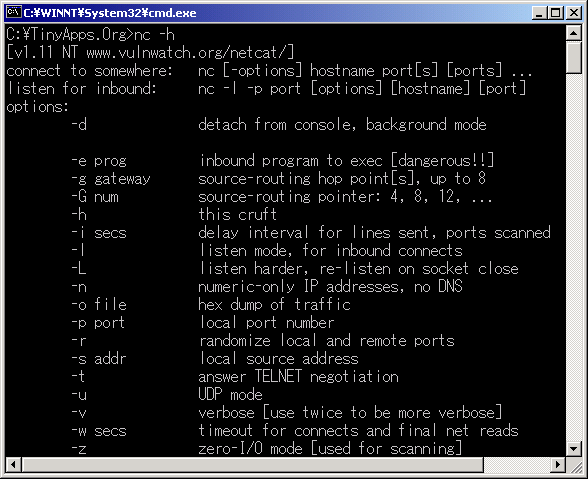 C:¥WINNT¥System32¥cmd.exe
C:¥TinyApps.Org>nc -h
[v1.11 NT www.vulnwatch.org/netcat/]
connect to somewhere:   nc [-options] hostname port[s] [ports] ...
listen for inbound:     nc -l -p port [options] [hostname] [port]
options:
        -d              detach from console, background mode

        -e prog         inbound program to exec [dangerous!!]
        -g gateway      source-routing hop point[s], up to 8
        -G num          source-routing pointer: 4, 8, 12, ...
        -h              this cruft
        -i secs         delay interval for lines sent, ports scanned
        -l              listen mode, for inbound connects
        -L              listen harder, re-listen on socket close
        -n              numeric-only IP addresses, no DNS
        -o file         hex dump of traffic
        -p port         local port number
        -r              randomize local and remote ports
        -s addr         local source address
        -t              answer TELNET negotiation
        -u              UDP mode
        -v              verbose [use twice to be more verbose]
        -w secs         timeout for connects and final net reads
        -z              zero-I/O mode [used for scanning]